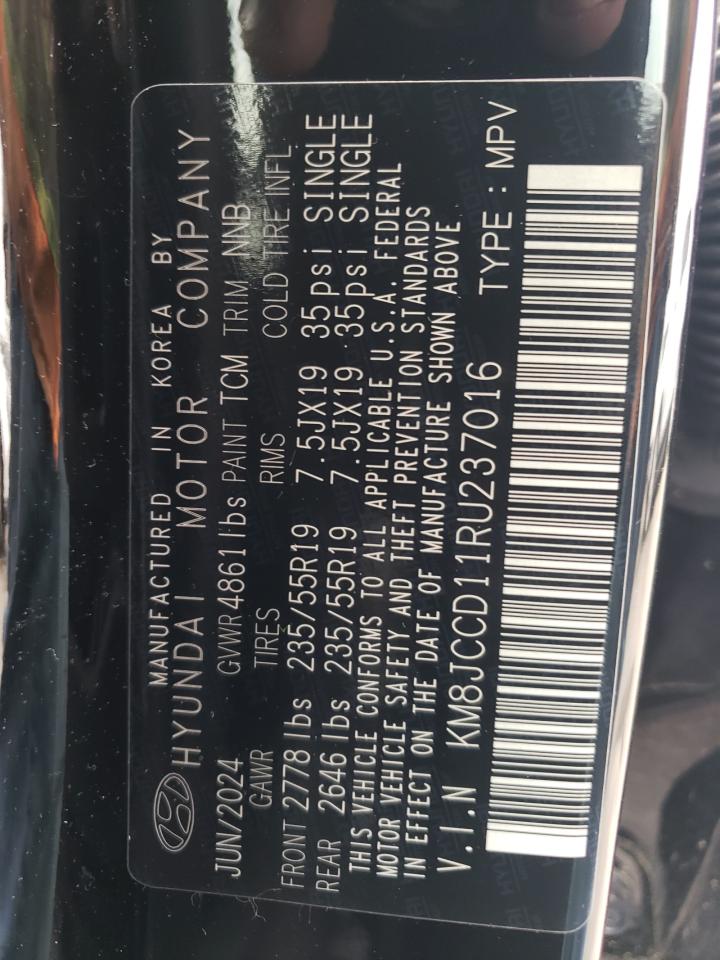 MANUFACTURED IN KOREA BY
HYUNDAI MOTOR COMPANY
JUN/2024 GVWR 4861 lbs PAINT TCM TRIM NNB
GAWR TIRES RIMS COLD TIRE INFL
FRONT 2778 lbs 235/55R19 7.5JX19 35psi SINGLE
REAR 2646 lbs 235/55R19 7.5JX19 35psi SINGLE
THIS VEHICLE CONFORMS TO ALL APPLICABLE U.S.A. FEDERAL
MOTOR VEHICLE SAFETY AND THEFT PREVENTION STANDARDS
IN EFFECT ON THE DATE OF MANUFACTURE SHOWN ABOVE
V.I.N KM8JCCD11RU237016 TYPE : MPV